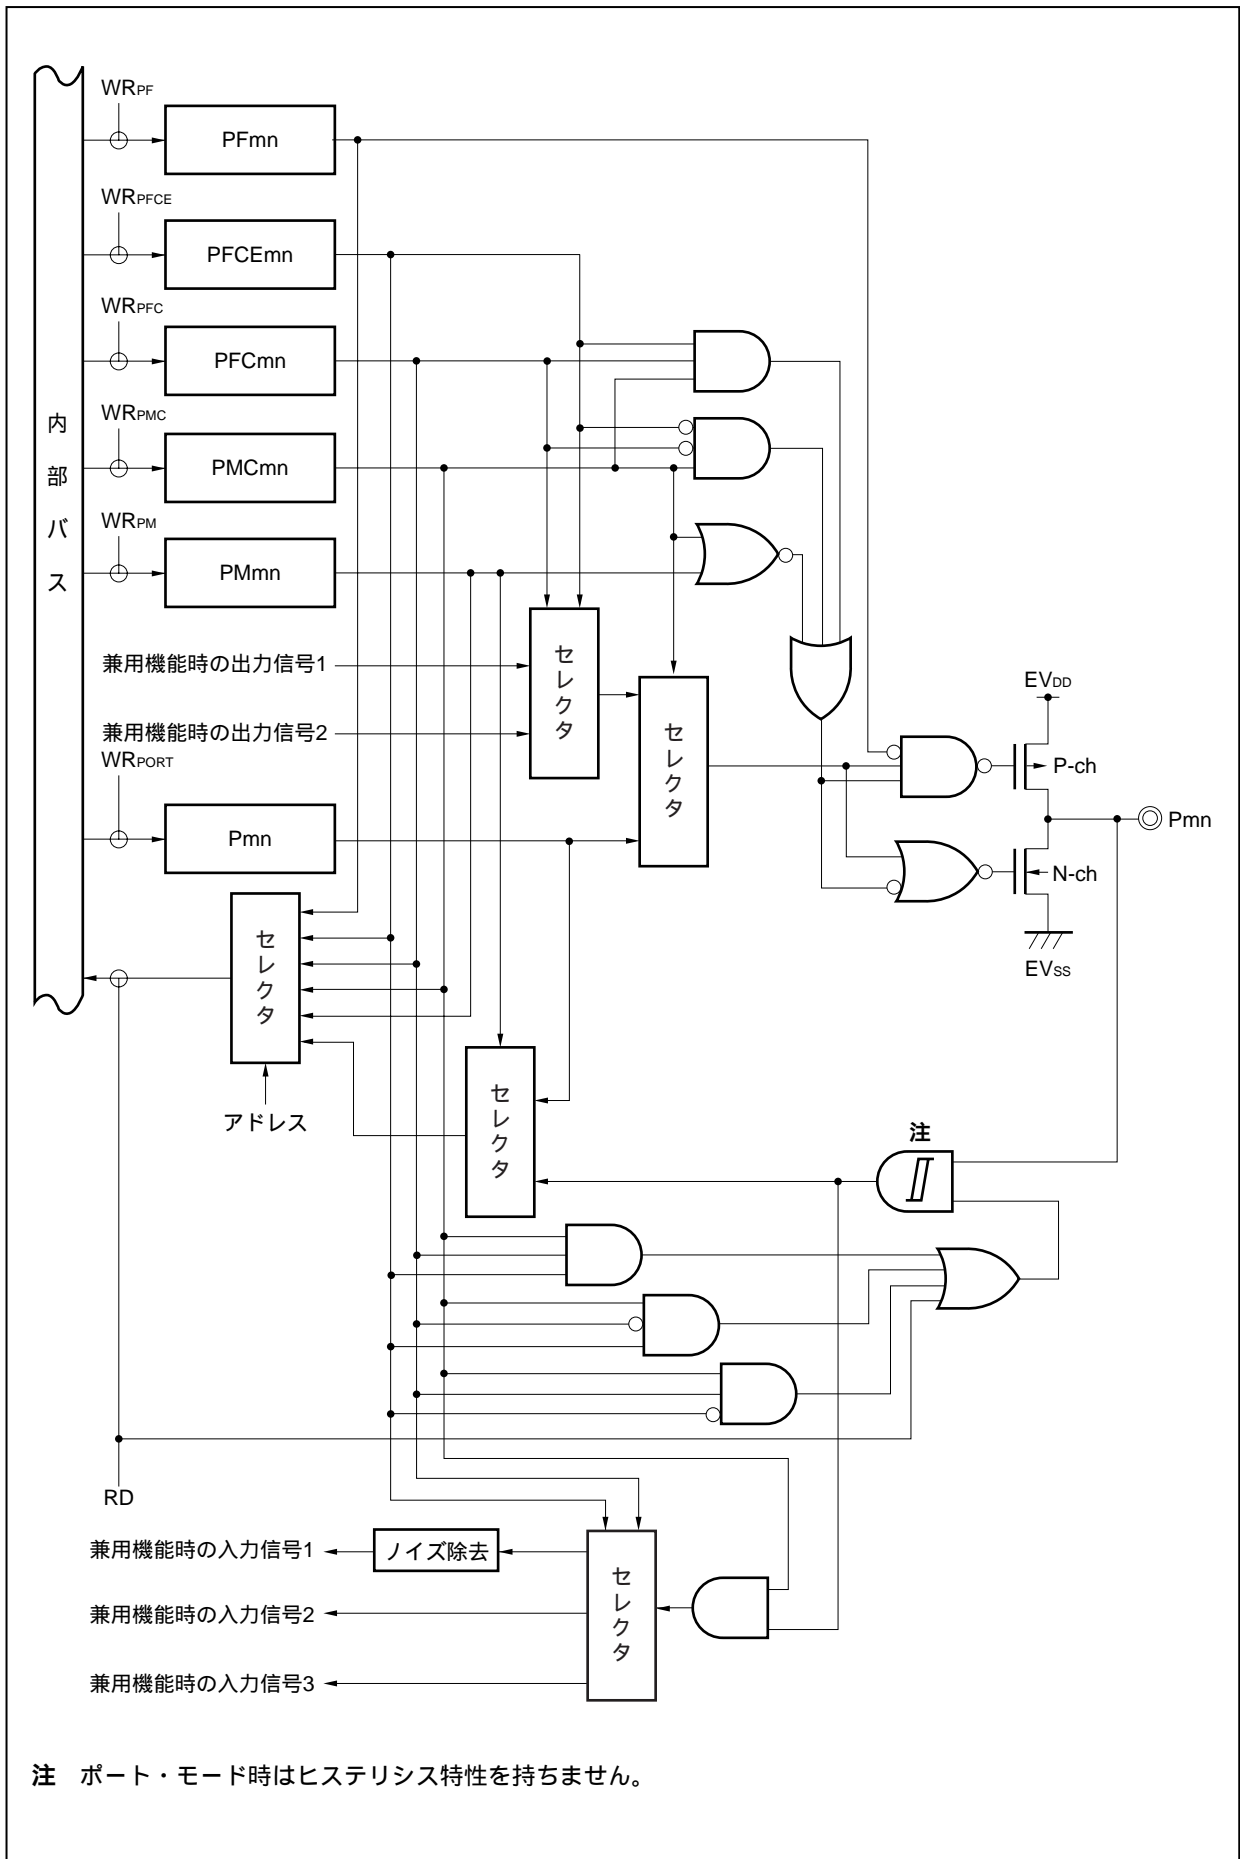 WRPF
PFmn
WRPFCE
PFCEmn
WRPFC
PFCmn
内部バス
WRPMC
PMCmn
WRPM
PMmn
兼用機能時の出力信号1
セレクタ
兼用機能時の出力信号2
セレクタ
EVDD
P-ch
WRPORT
Pmn
Pmn
N-ch
EVSS
セレクタ
アドレス
セレクタ
注
RD
兼用機能時の入力信号1
ノイズ除去
セレクタ
兼用機能時の入力信号2
兼用機能時の入力信号3
注 ポート・モード時はヒステリシス特性を持ちません。